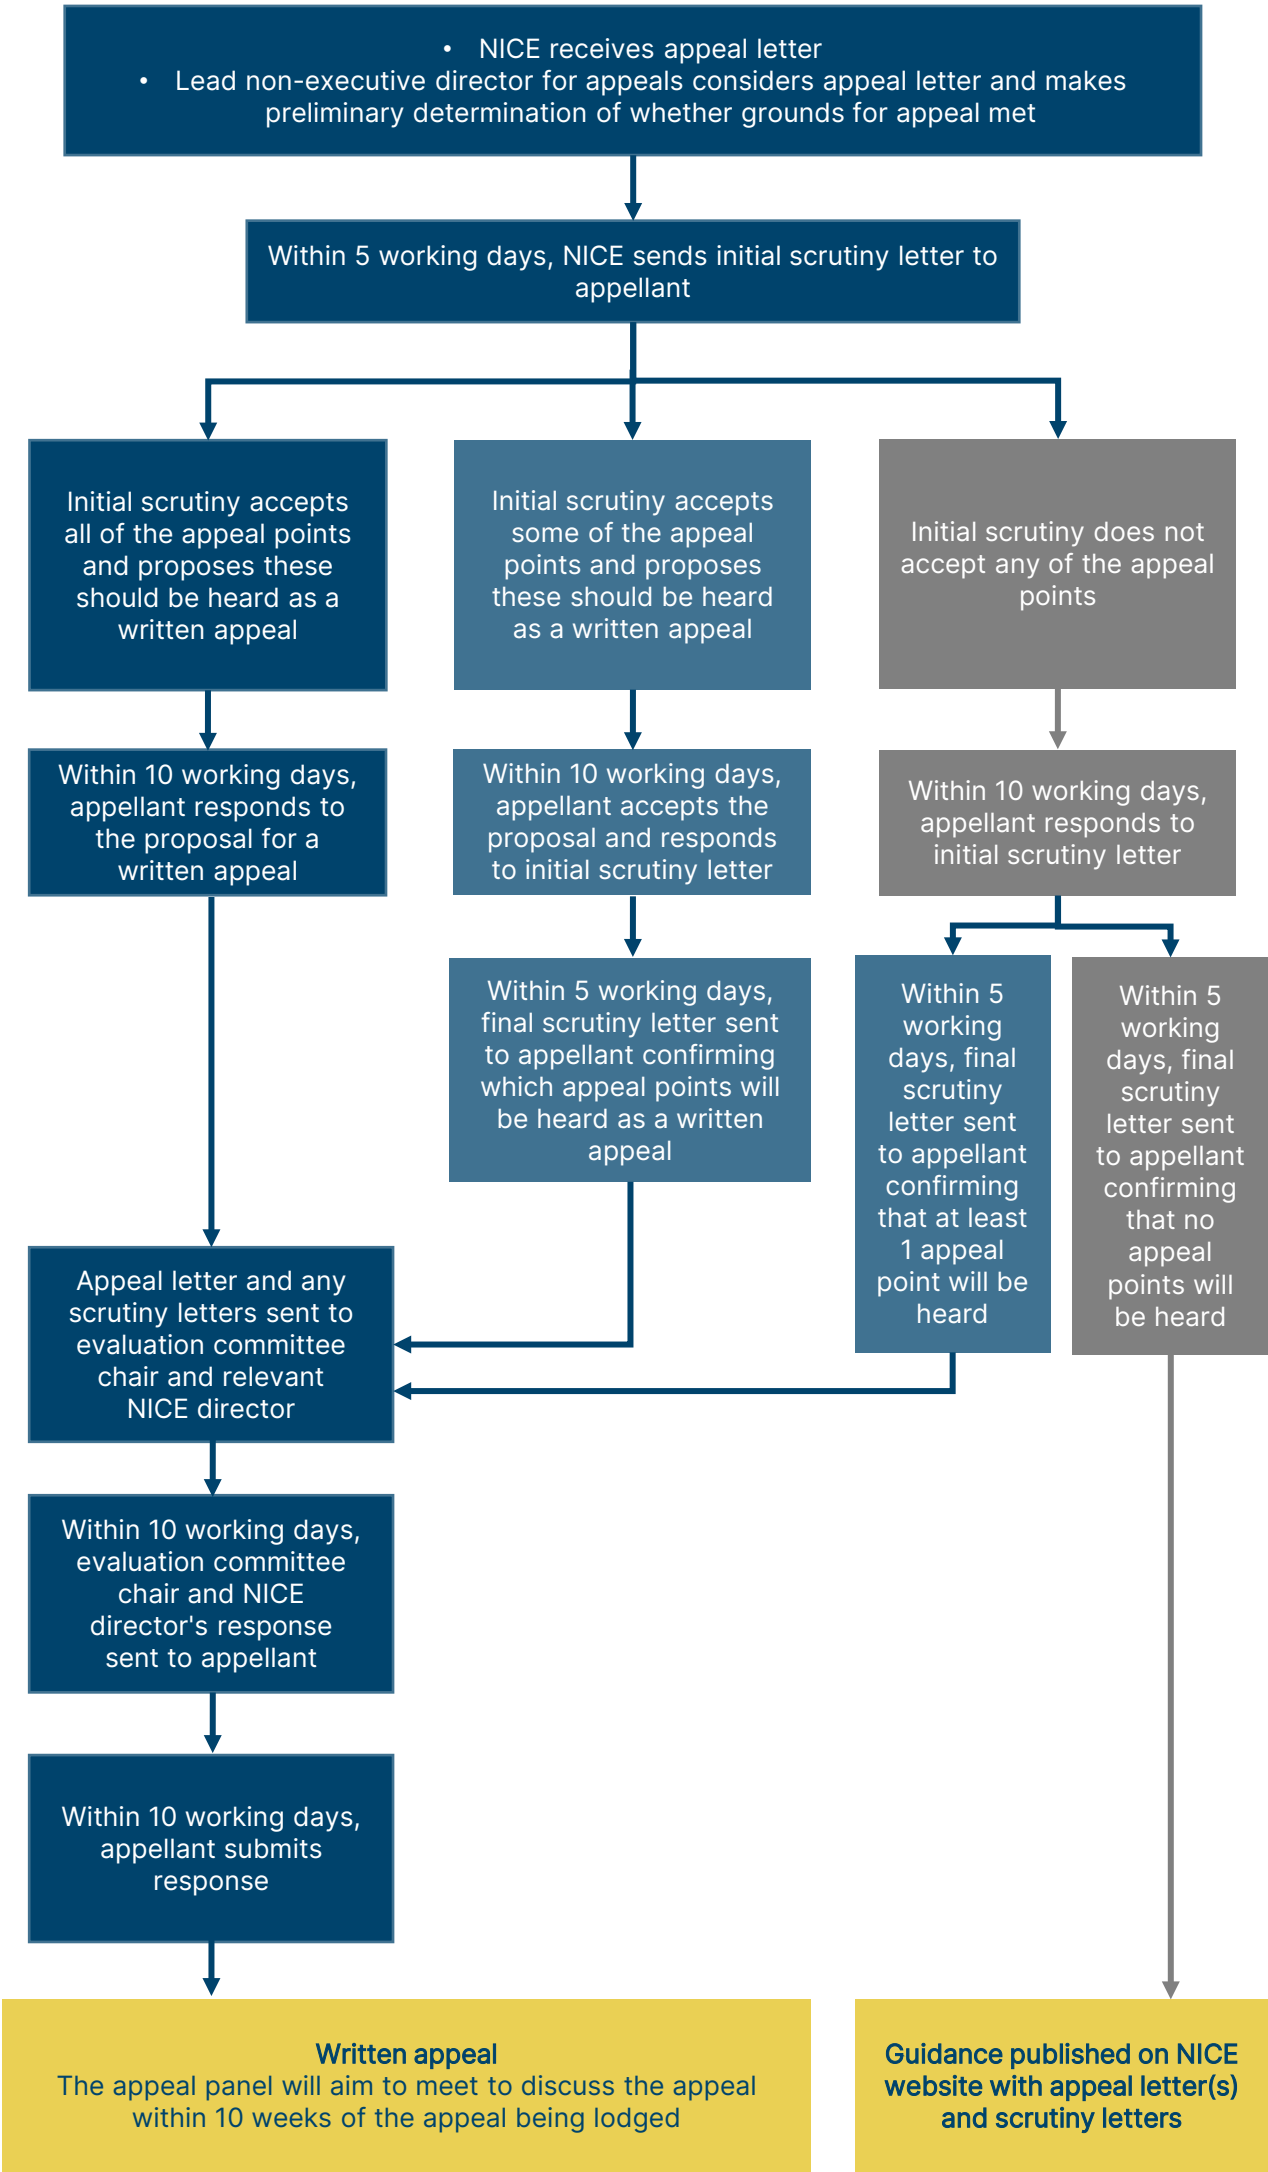 • NICE receives appeal letter
• Lead non-executive director for appeals considers appeal letter and makes
preliminary determination of whether grounds for appeal met
Within 5 working days, NICE sends initial scrutiny letter to
appellant
Initial scrutiny accepts
all of the appeal points
and proposes these
should be heard as a
written appeal
Initial scrutiny accepts
some of the appeal
points and proposes
these should be heard
as a written appeal
Initial scrutiny does not
accept any of the appeal
points
Within 10 working days,
appellant responds to
the proposal for a
written appeal
Within 10 working days,
appellant accepts the
proposal and responds
to initial scrutiny letter
Within 10 working days,
appellant responds to
initial scrutiny letter
Within 5 working days,
final scrutiny letter sent
to appellant confirming
which appeal points will
be heard as a written
appeal
Within 5
working
days, final
scrutiny
letter sent
to appellant
confirming
that at least
1 appeal
point will be
heard
Within 5
working
days, final
scrutiny
letter sent
to appellant
confirming
that no
appeal
points will
be heard
Appeal letter and any
scrutiny letters sent to
evaluation committee
chair and relevant
NICE director
Within 10 working days,
evaluation committee
chair and NICE
director's response
sent to appellant
Within 10 working days,
appellant submits
response
Written appeal
The appeal panel will aim to meet to discuss the appeal
within 10 weeks of the appeal being lodged
Guidance published on NICE
website with appeal letter(s)
and scrutiny letters